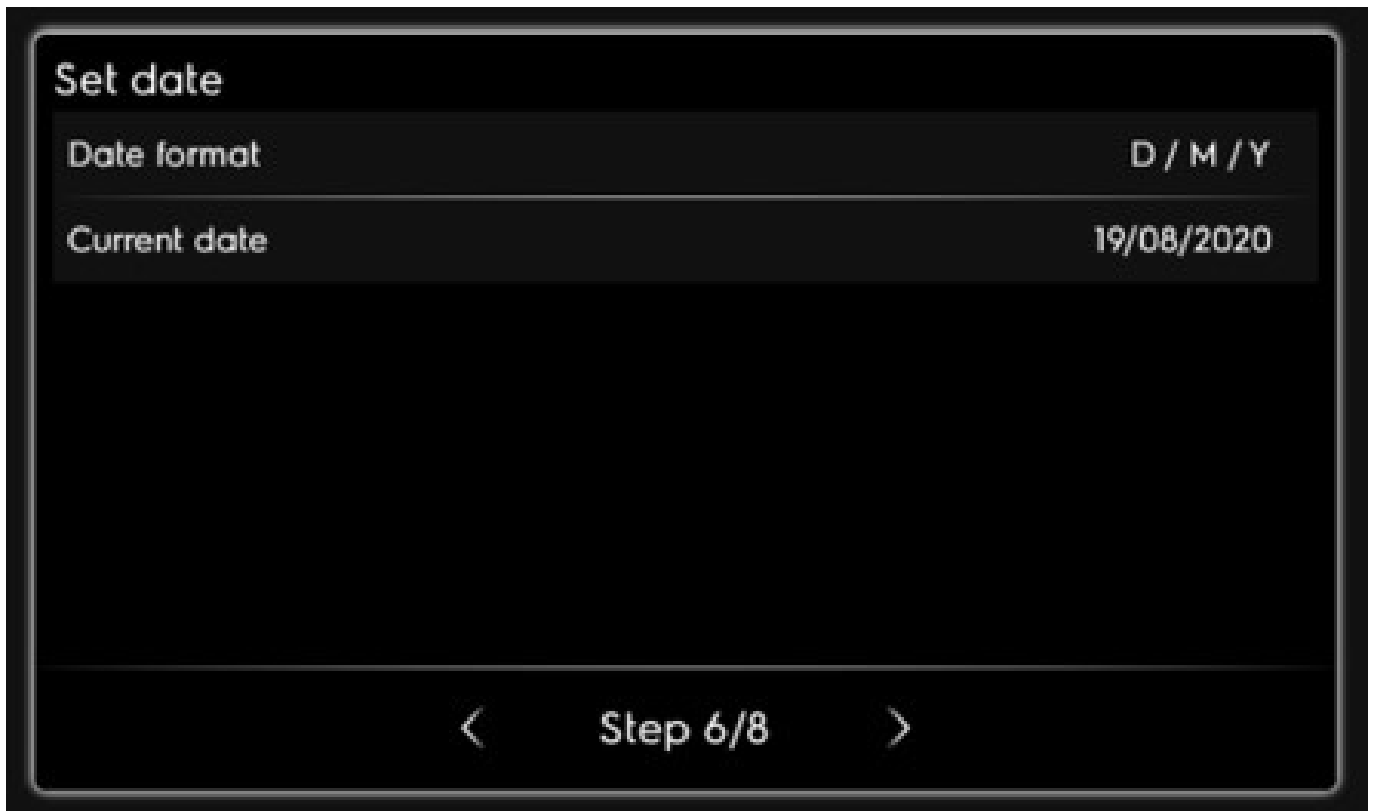 Set date
Date format D / M / Y
Current date 19/08/2020
< Step 6/8 >